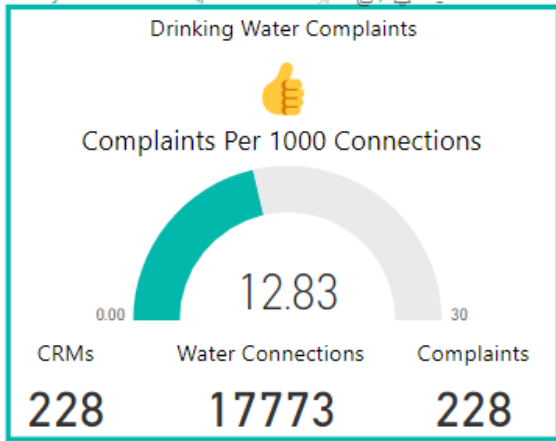 Drinking Water Complaints
Complaints Per 1000 Connections
12.83
0.00 30
CRMs Water Connections Complaints
228 17773 228